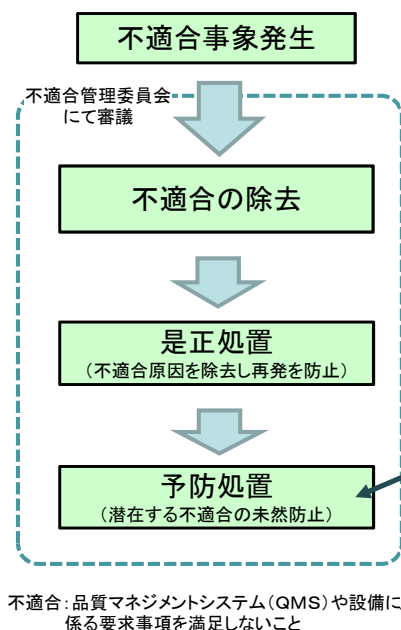 不適合事象発生
不適合管理委員会
にて審議
不適合の除去
是正処置
（不適合原因を除去し再発を防止）
予防処置
（潜在する不適合の未然防止）
不適合：品質マネジメントシステム（QMS）や設備に
係る要求事項を満足しないこと